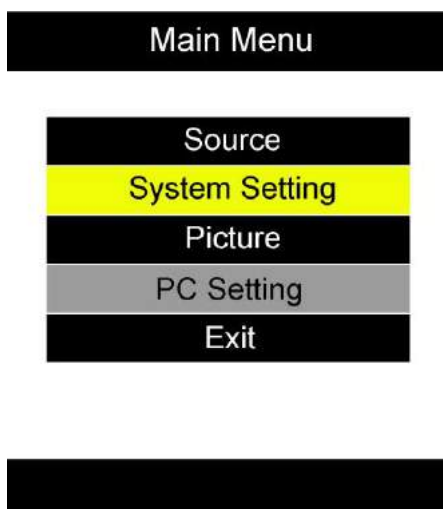 Main Menu
Source
System Setting
Picture
PC Setting
Exit